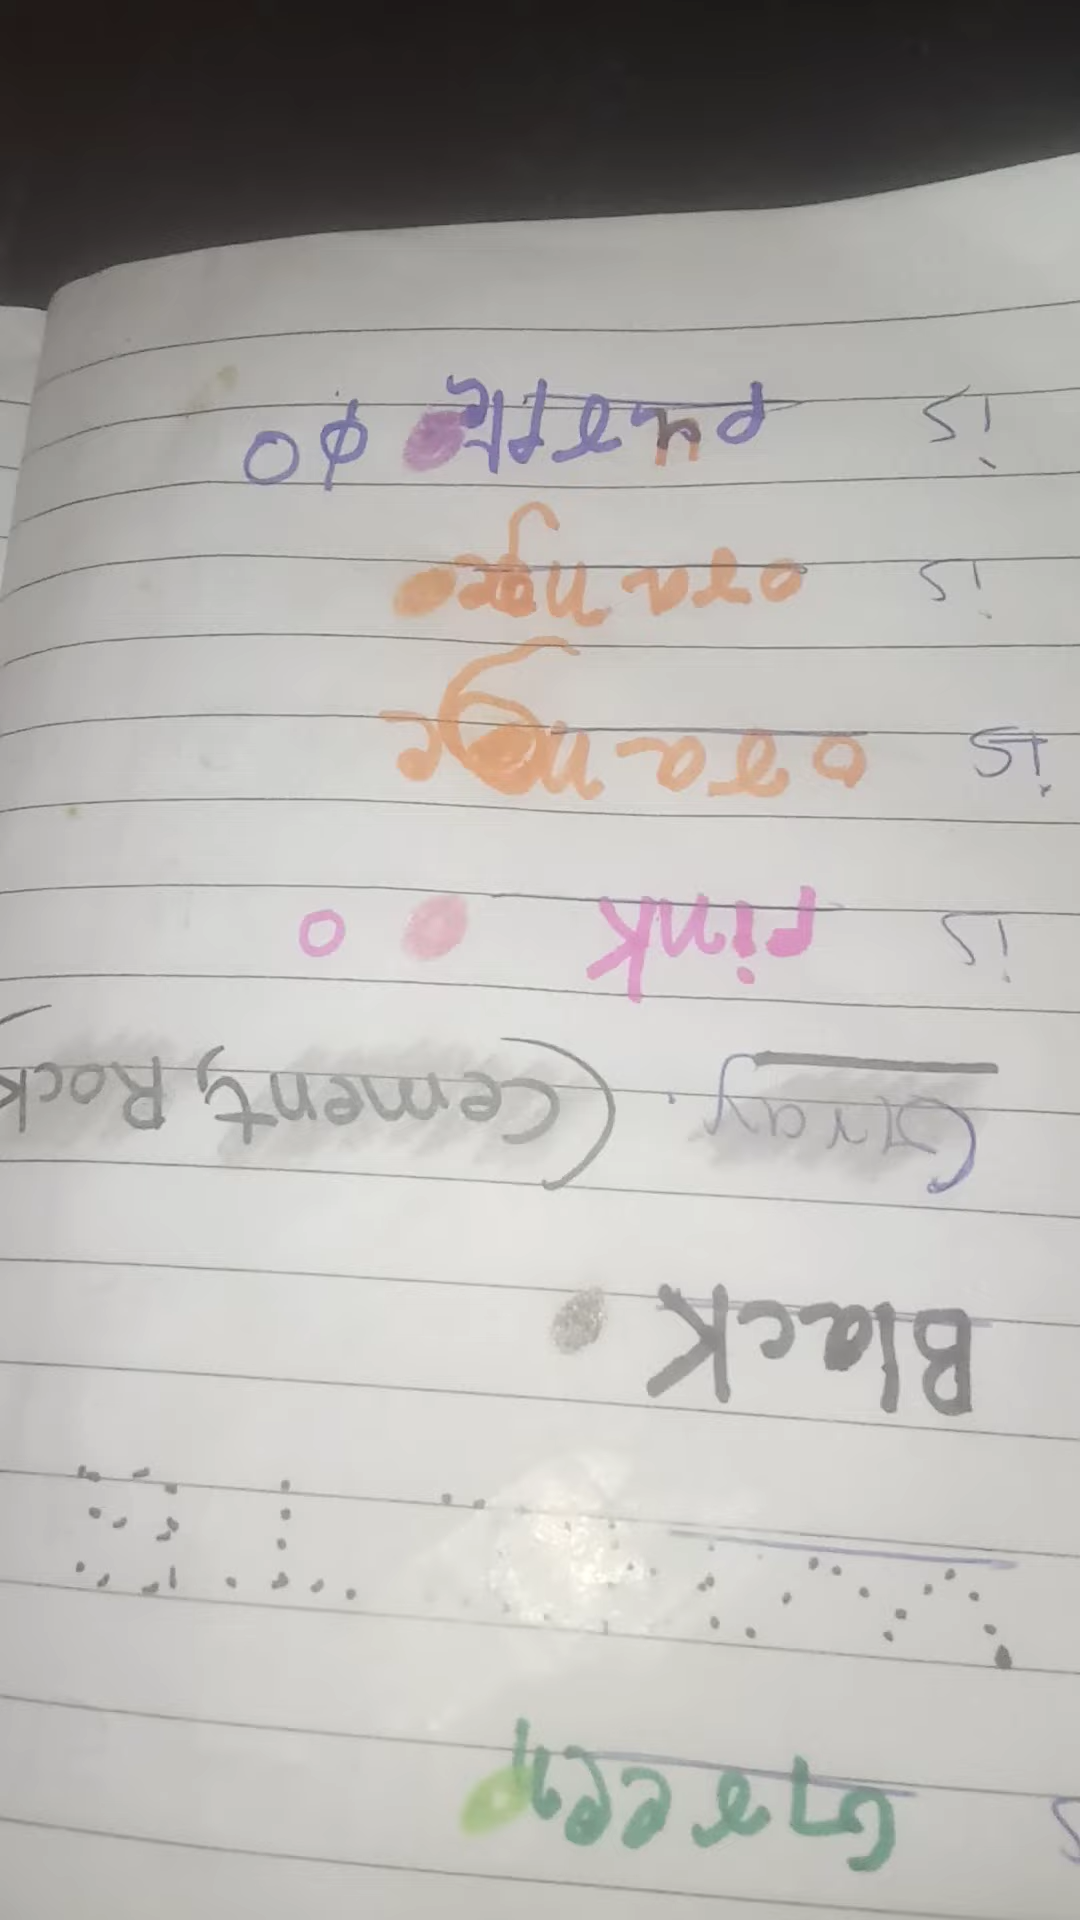 Green
Black
Gray. (Cement, Rock
is pink
is orange
is orange
is purple